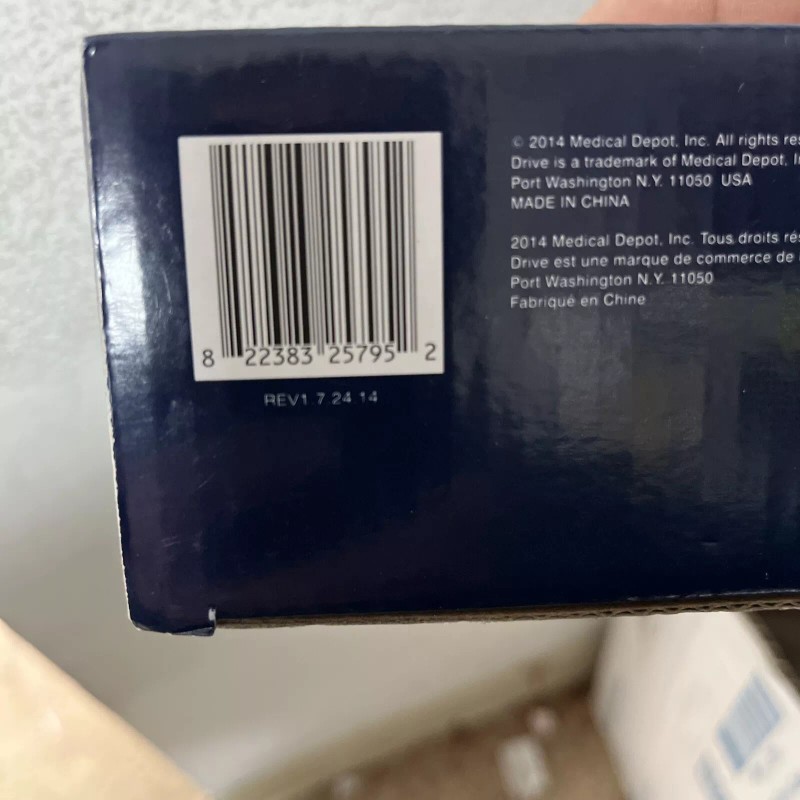 8 22383 25795 2
REV1.7.24.14
© 2014 Medical Depot, Inc. All rights
Drive is a trademark of Medical Depot,
Port Washington N.Y. 11050 USA
MADE IN CHINA
2014 Medical Depot, Inc. Tous droits
Drive est une marque de commerce de
Port Washington N.Y. 11050
Fabriqué en Chine